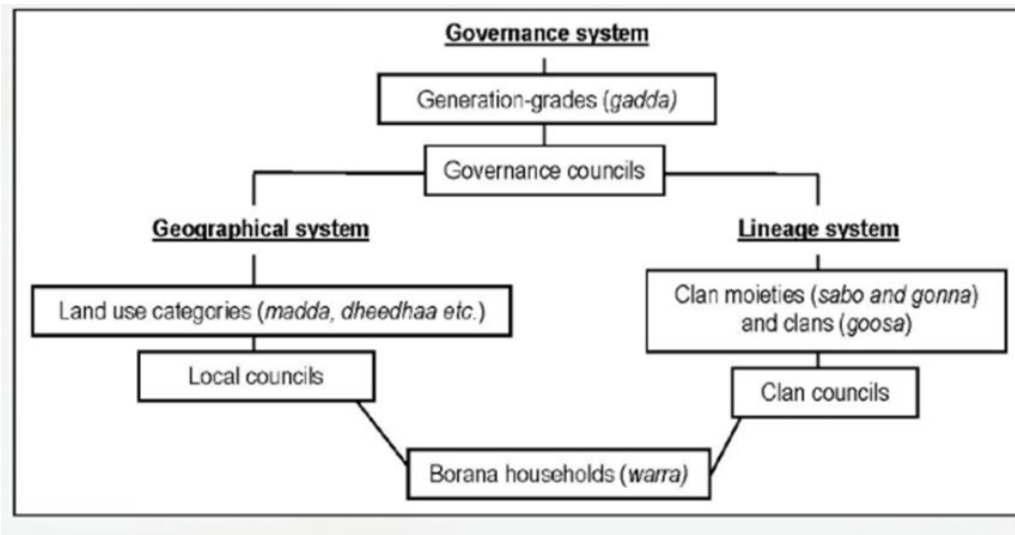 Governance system
Generation-grades (gadda)
Governance councils
Geographical system
Lineage system
Land use categories (madda, dheedhaa etc.)
Clan moieties (sabo and gonna)
and clans (goosa)
Local councils
Clan councils
Borana households (warra)